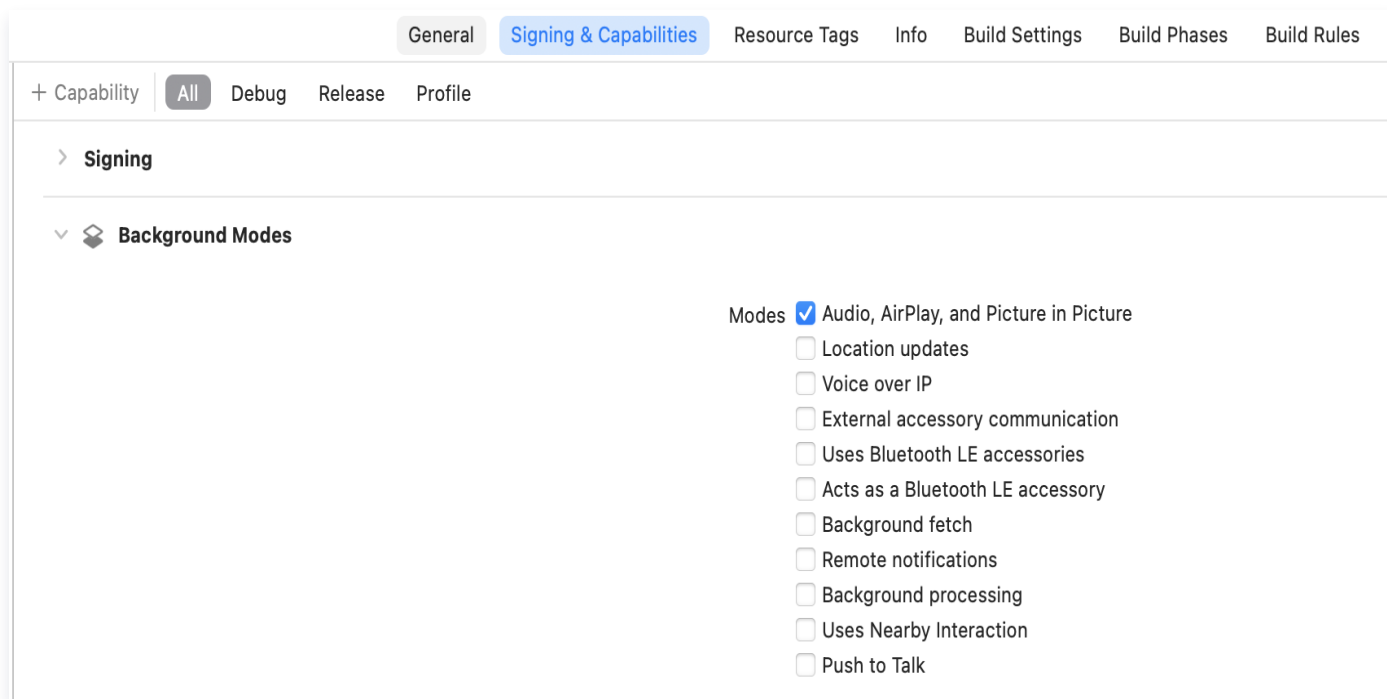 General Signing & Capabilities Resource Tags Info Build Settings Build Phases Build Rules
+ Capability All Debug Release Profile
Signing
Background Modes
Modes Audio, AirPlay, and Picture in Picture
Location updates
Voice over IP
External accessory communication
Uses Bluetooth LE accessories
Acts as a Bluetooth LE accessory
Background fetch
Remote notifications
Background processing
Uses Nearby Interaction
Push to Talk